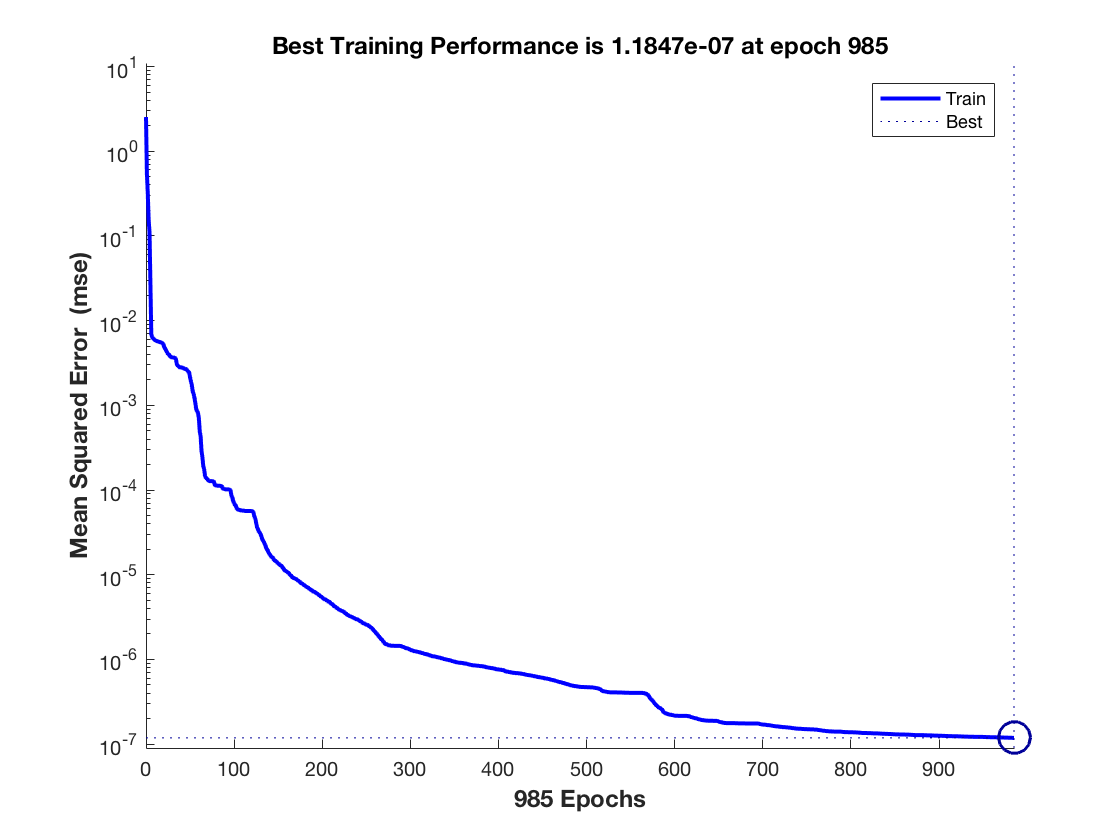 Best Training Performance is 1.1847e-07 at epoch 985
10^1
10^0
10^-1
10^-2
10^-3
10^-4
10^-5
10^-6
10^-7
Mean Squared Error (mse)
Train
Best
0 100 200 300 400 500 600 700 800 900
985 Epochs